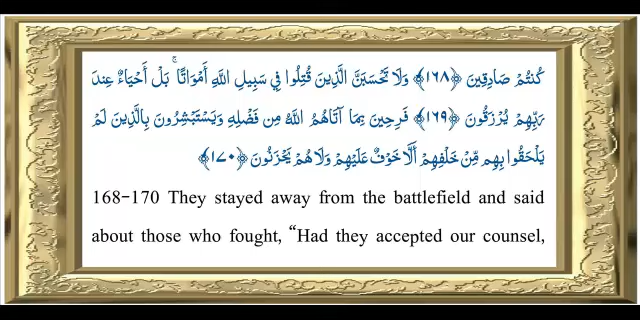 كُنتُمْ صَادِقِينَ ﴿١٦٨﴾ وَلَا تَحْسَبَنَّ الَّذِينَ قُتِلُوا فِي سَبِيلِ اللَّهِ أَمْوَاتًا ۚ بَلْ أَحْيَاءٌ عِندَ
رَبِّهِمْ يُرْزَقُونَ ﴿١٦٩﴾ فَرِحِينَ بِمَا آتَاهُمُ اللَّهُ مِن فَضْلِهِ وَيَسْتَبْشِرُونَ بِالَّذِينَ لَمْ
يَلْحَقُوا بِهِم مِّنْ خَلْفِهِمْ أَلَّا خَوْفٌ عَلَيْهِمْ وَلَا هُمْ يَحْزَنُونَ ﴿١٧٠﴾
168-170 They stayed away from the battlefield and said
about those who fought, “Had they accepted our counsel,